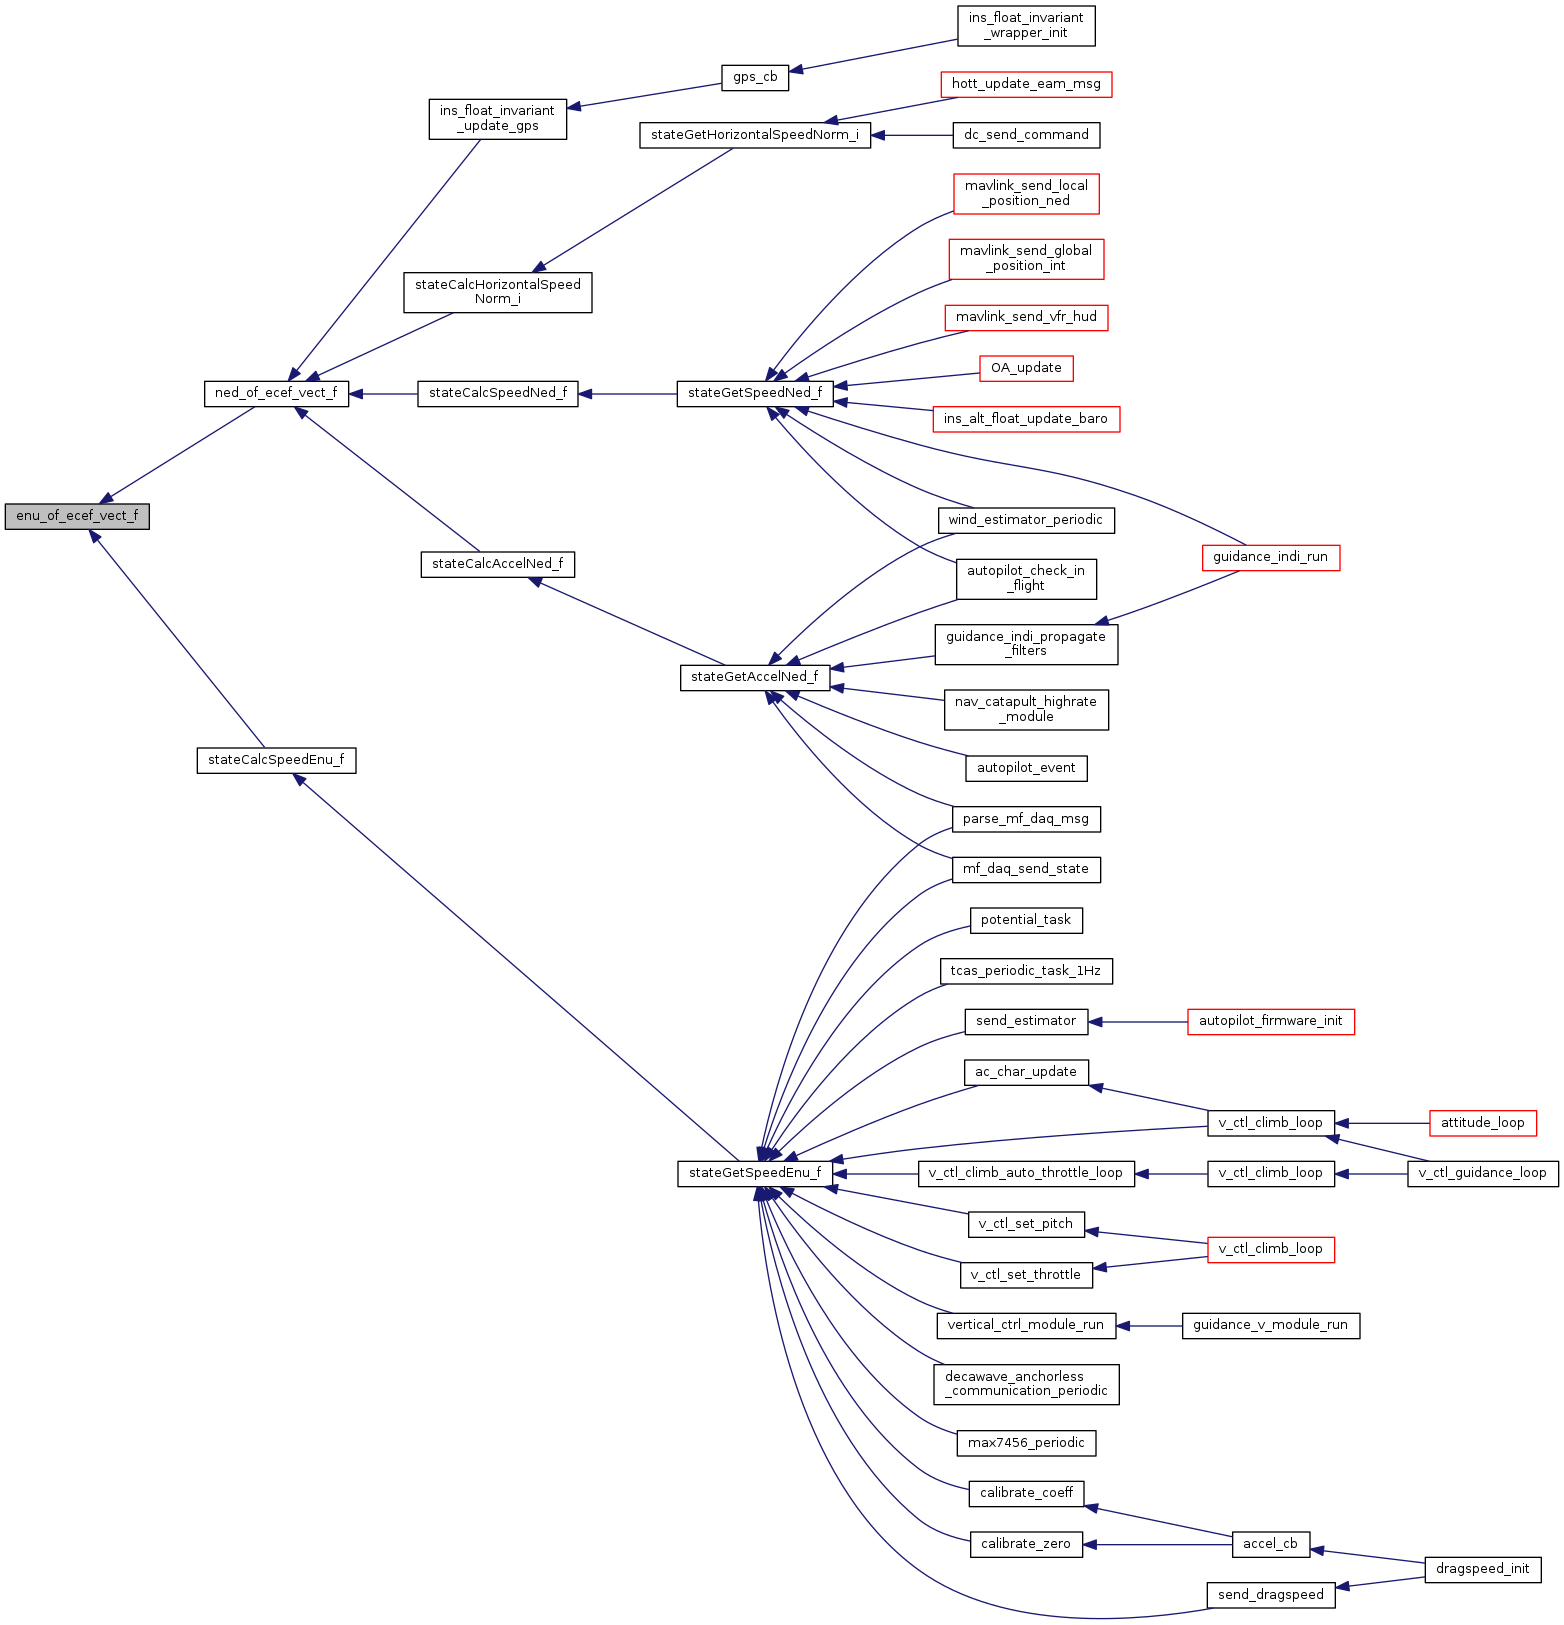 ins_float_invariant
_wrapper_init
gps_cb
hott_update_eam_msg
ins_float_invariant
_update_gps
stateGetHorizontalSpeedNorm_i
dc_send_command
mavlink_send_local
_position_ned
mavlink_send_global
_position_int
stateCalcHorizontalSpeed
Norm_i
mavlink_send_vfr_hud
OA_update
ned_of_ecef_vect_f
stateCalcSpeedNed_f
stateGetSpeedNed_f
ins_alt_float_update_baro
enu_of_ecef_vect_f
wind_estimator_periodic
guidance_indi_run
stateCalcAccelNed_f
autopilot_check_in
_flight
guidance_indi_propagate
_filters
stateGetAccelNed_f
nav_catapult_highrate
_module
stateCalcSpeedEnu_f
autopilot_event
parse_mf_daq_msg
mf_daq_send_state
potential_task
tcas_periodic_task_1Hz
send_estimator
autopilot_firmware_init
ac_char_update
v_ctl_climb_loop
attitude_loop
stateGetSpeedEnu_f
v_ctl_climb_auto_throttle_loop
v_ctl_climb_loop
v_ctl_guidance_loop
v_ctl_set_pitch
v_ctl_climb_loop
v_ctl_set_throttle
vertical_ctrl_module_run
guidance_v_module_run
decawave_anchorless
_communication_periodic
max7456_periodic
calibrate_coeff
calibrate_zero
accel_cb
dragspeed_init
send_dragspeed